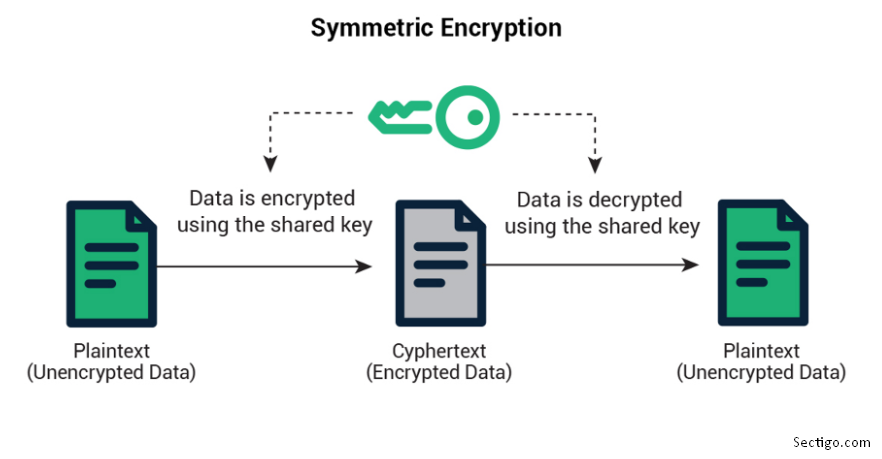 Symmetric Encryption
Data is encrypted
using the shared key
Data is decrypted
using the shared key
Plaintext
(Unencrypted Data)
Cyphertext
(Encrypted Data)
Plaintext
(Unencrypted Data)
Sectigo.com